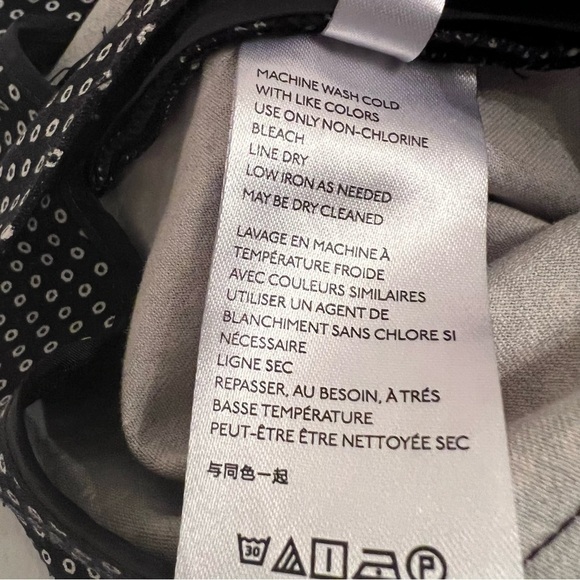 MACHINE WASH COLD
WITH LIKE COLORS
USE ONLY NON-CHLORINE
BLEACH
LINE DRY
LOW IRON AS NEEDED
MAY BE DRY CLEANED
LAVAGE EN MACHINE À
TEMPÉRATURE FROIDE
AVEC COULEURS SIMILAIRES
UTILISER UN AGENT DE
BLANCHIMENT SANS CHLORE SI
NÉCESSAIRE
LIGNE SEC
REPASSER, AU BESOIN, À TRÉS
BASSE TEMPÉRATURE
PEUT-ÊTRE ÊTRE NETTOYÉE SEC
与同色一起
30 P